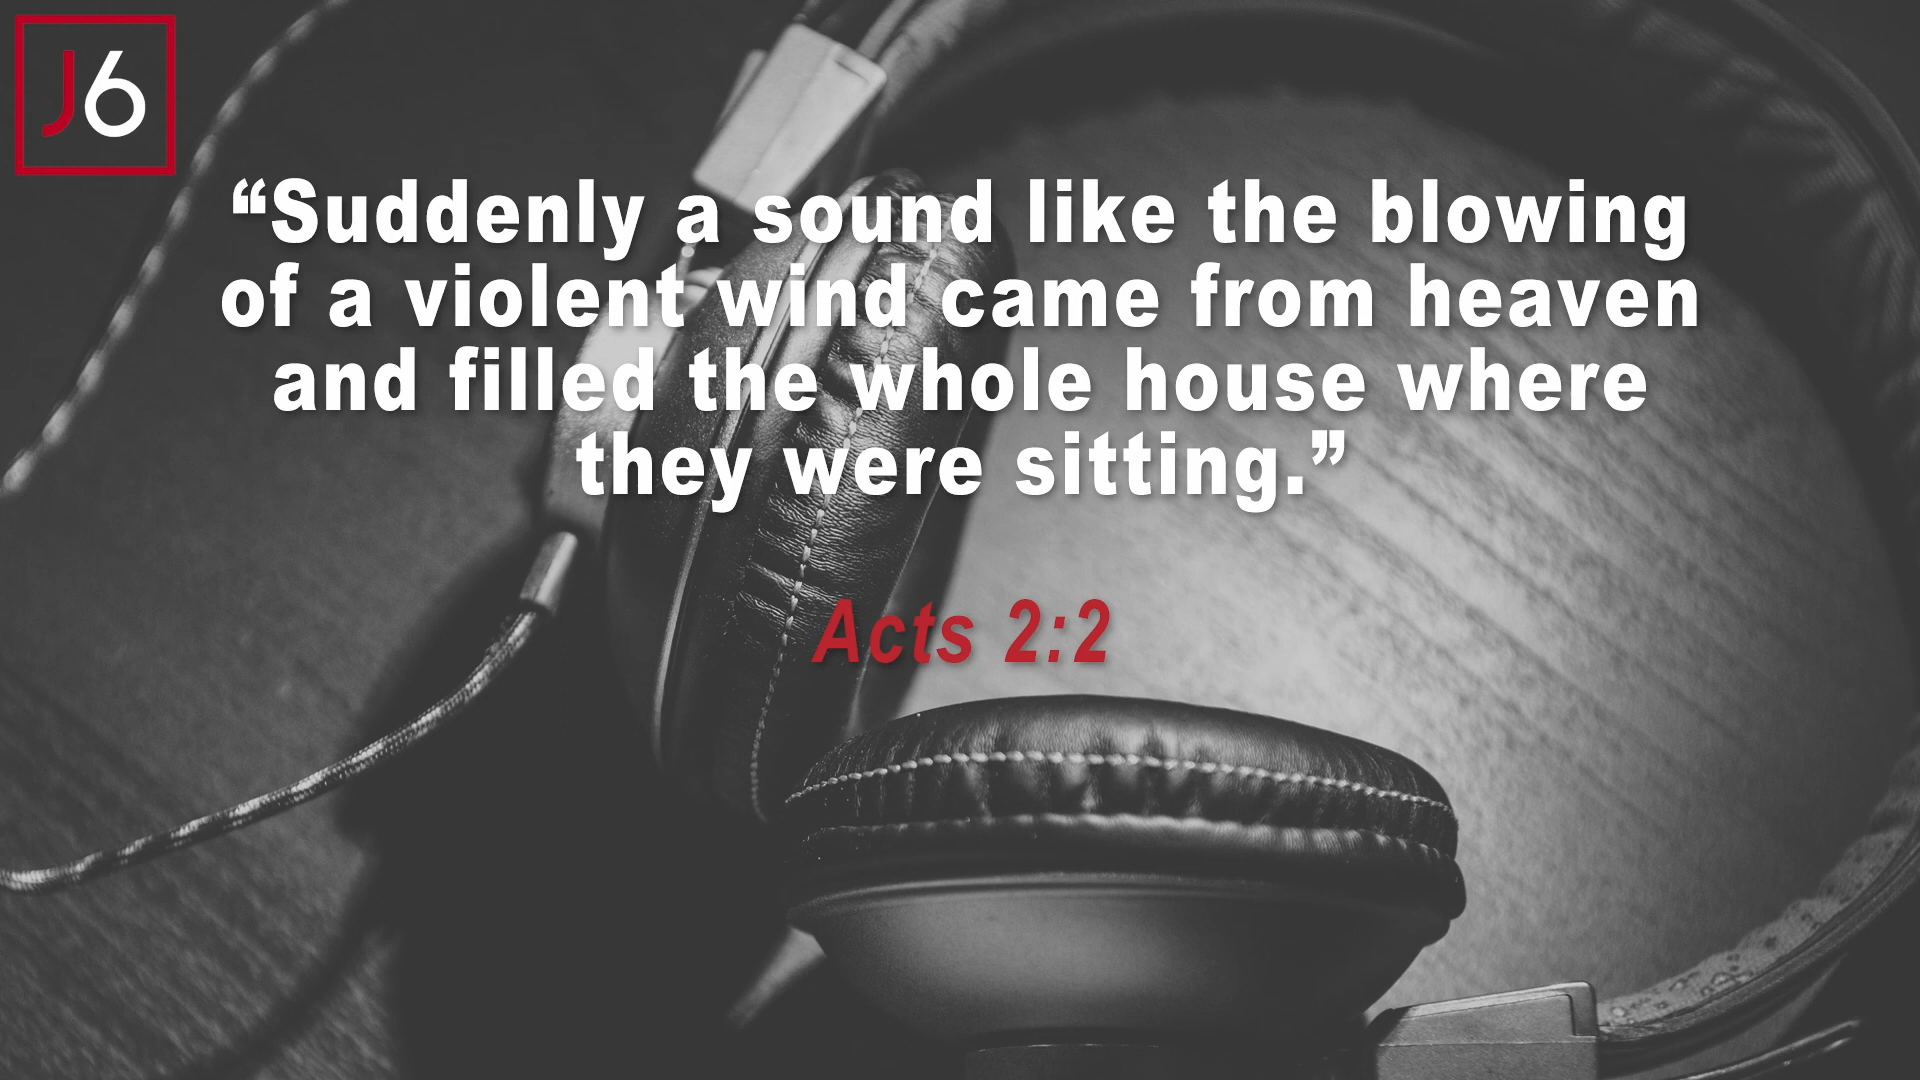 J6
“Suddenly a sound like the blowing
of a violent wind came from heaven
and filled the whole house where
they were sitting.”
Acts 2:2